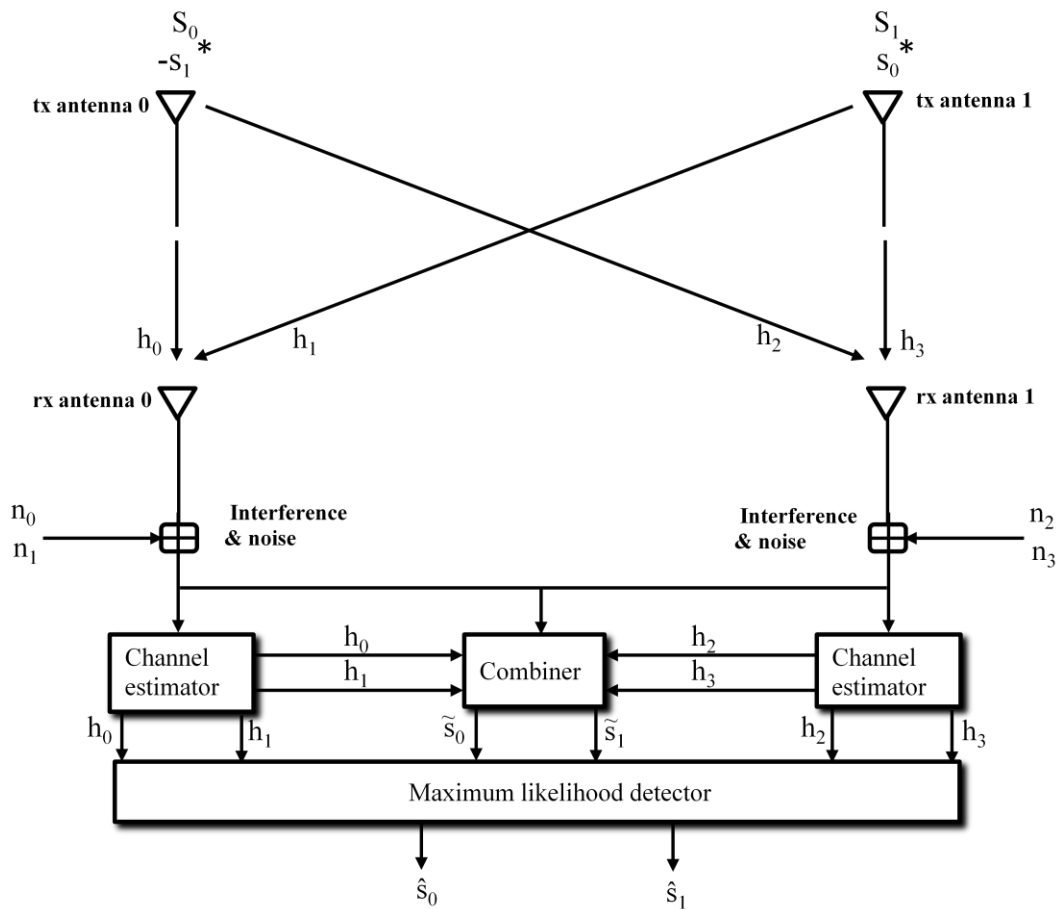 S₀ S₁
-s₁* s₀*
tx antenna 0 tx antenna 1
h₀ h₁ h₂ h₃
rx antenna 0 rx antenna 1
n₀ Interference Interference n₂
n₁ & noise & noise n₃
Channel estimator h₀ h₁ Combiner h₂ h₃ Channel estimator
h₀ h₁ s̃₀ s̃₁ h₂ h₃
Maximum likelihood detector
ŝ₀ ŝ₁